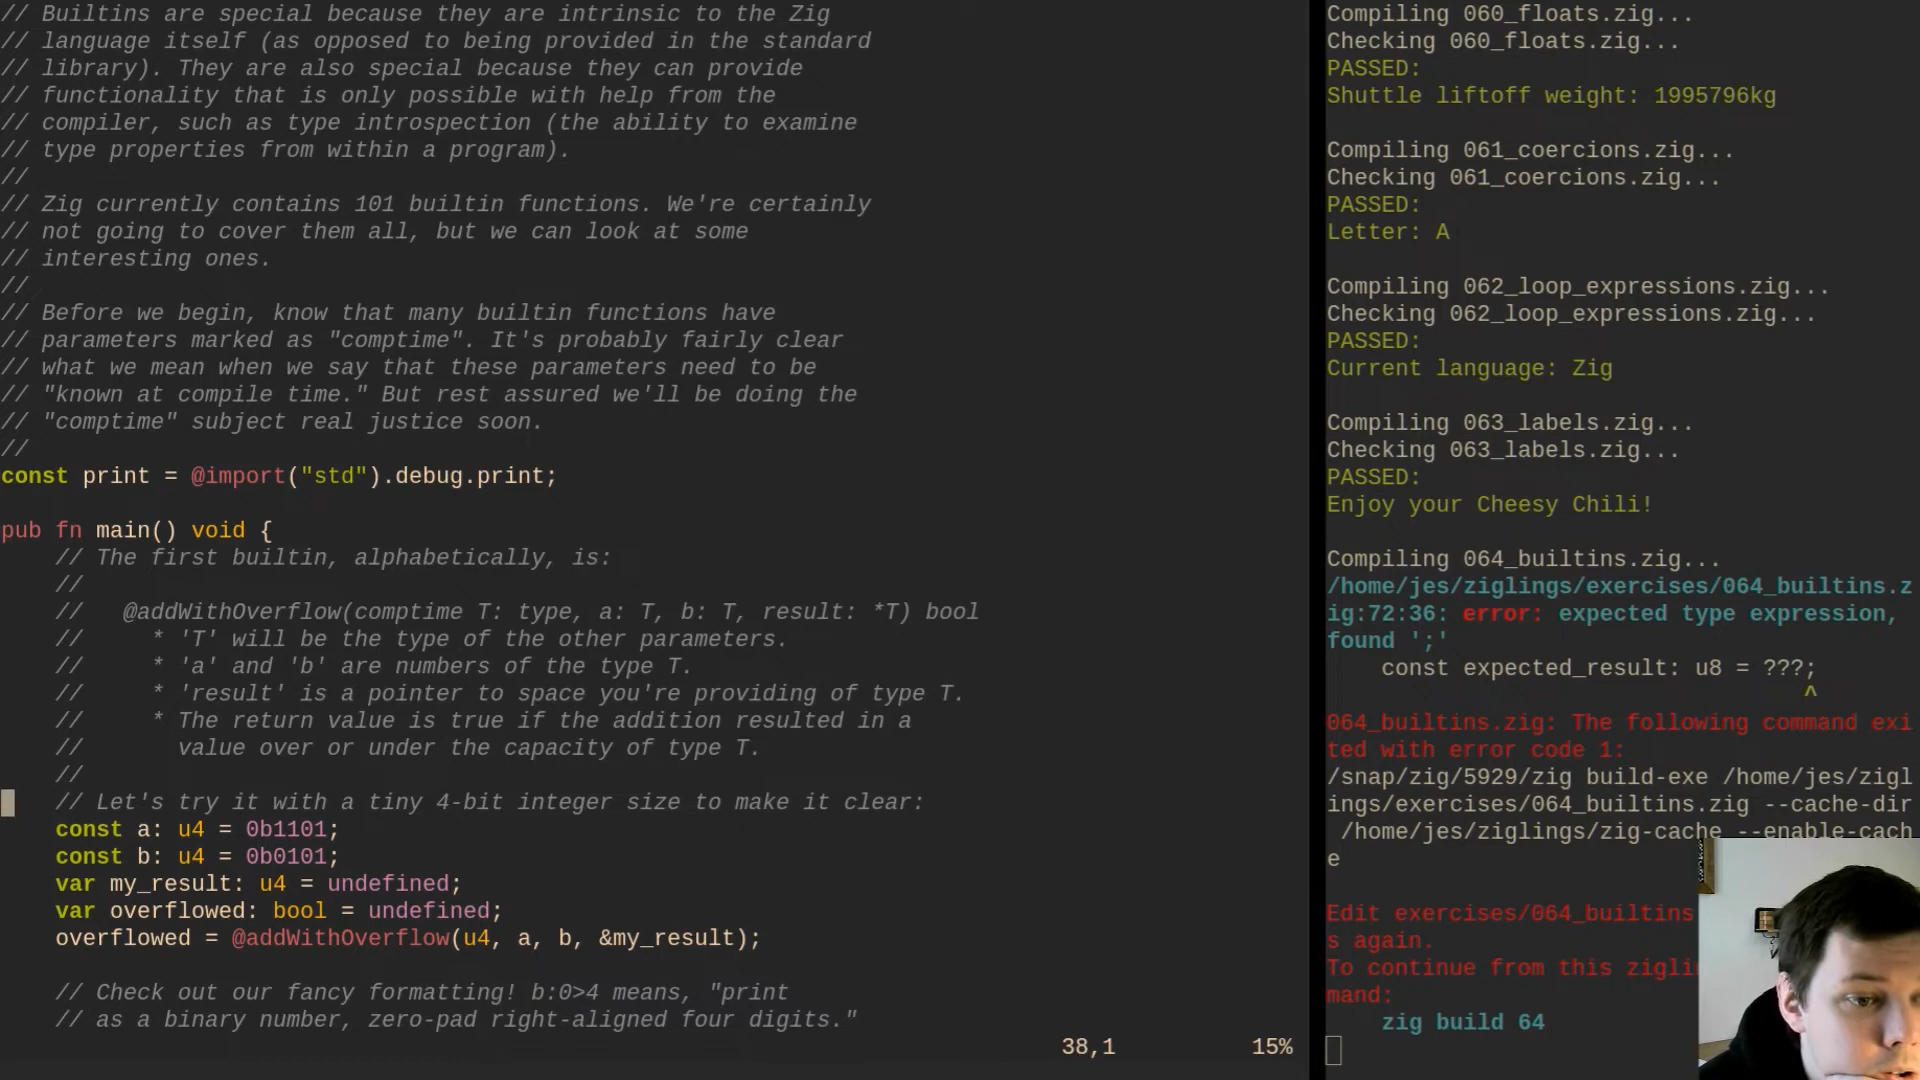 // Builtins are special because they are intrinsic to the Zig
// language itself (as opposed to being provided in the standard
// library). They are also special because they can provide
// functionality that is only possible with help from the
// compiler, such as type introspection (the ability to examine
// type properties from within a program).
//
// Zig currently contains 101 builtin functions. We're certainly
// not going to cover them all, but we can look at some
// interesting ones.
//
// Before we begin, know that many builtin functions have
// parameters marked as "comptime". It's probably fairly clear
// what we mean when we say that these parameters need to be
// "known at compile time." But rest assured we'll be doing the
// "comptime" subject real justice soon.
//
const print = @import("std").debug.print;

pub fn main() void {
    // The first builtin, alphabetically, is:
    //
    //   @addWithOverflow(comptime T: type, a: T, b: T, result: *T) bool
    //     * 'T' will be the type of the other parameters.
    //     * 'a' and 'b' are numbers of the type T.
    //     * 'result' is a pointer to space you're providing of type T.
    //     * The return value is true if the addition resulted in a
    //       value over or under the capacity of type T.
    //
    // Let's try it with a tiny 4-bit integer size to make it clear:
    const a: u4 = 0b1101;
    const b: u4 = 0b0101;
    var my_result: u4 = undefined;
    var overflowed: bool = undefined;
    overflowed = @addWithOverflow(u4, a, b, &my_result);

    // Check out our fancy formatting! b:0>4 means, "print
    // as a binary number, zero-pad right-aligned four digits."
38,1 15%
Compiling 060_floats.zig...
Checking 060_floats.zig...
PASSED:
Shuttle liftoff weight: 1995796kg

Compiling 061_coercions.zig...
Checking 061_coercions.zig...
PASSED:
Letter: A

Compiling 062_loop_expressions.zig...
Checking 062_loop_expressions.zig...
PASSED:
Current language: Zig

Compiling 063_labels.zig...
Checking 063_labels.zig...
PASSED:
Enjoy your Cheesy Chili!

Compiling 064_builtins.zig...
/home/jes/ziglings/exercises/064_builtins.z
ig:72:36: error: expected type expression,
found ';'
    const expected_result: u8 = ???;
                                   ^
064_builtins.zig: The following command exi
ted with error code 1:
/snap/zig/5929/zig build-exe /home/jes/zigl
ings/exercises/064_builtins.zig --cache-dir
 /home/jes/ziglings/zig-cache --enable-cach
e

Edit exercises/064_builtins
s again.
To continue from this zigli
mand:
    zig build 64